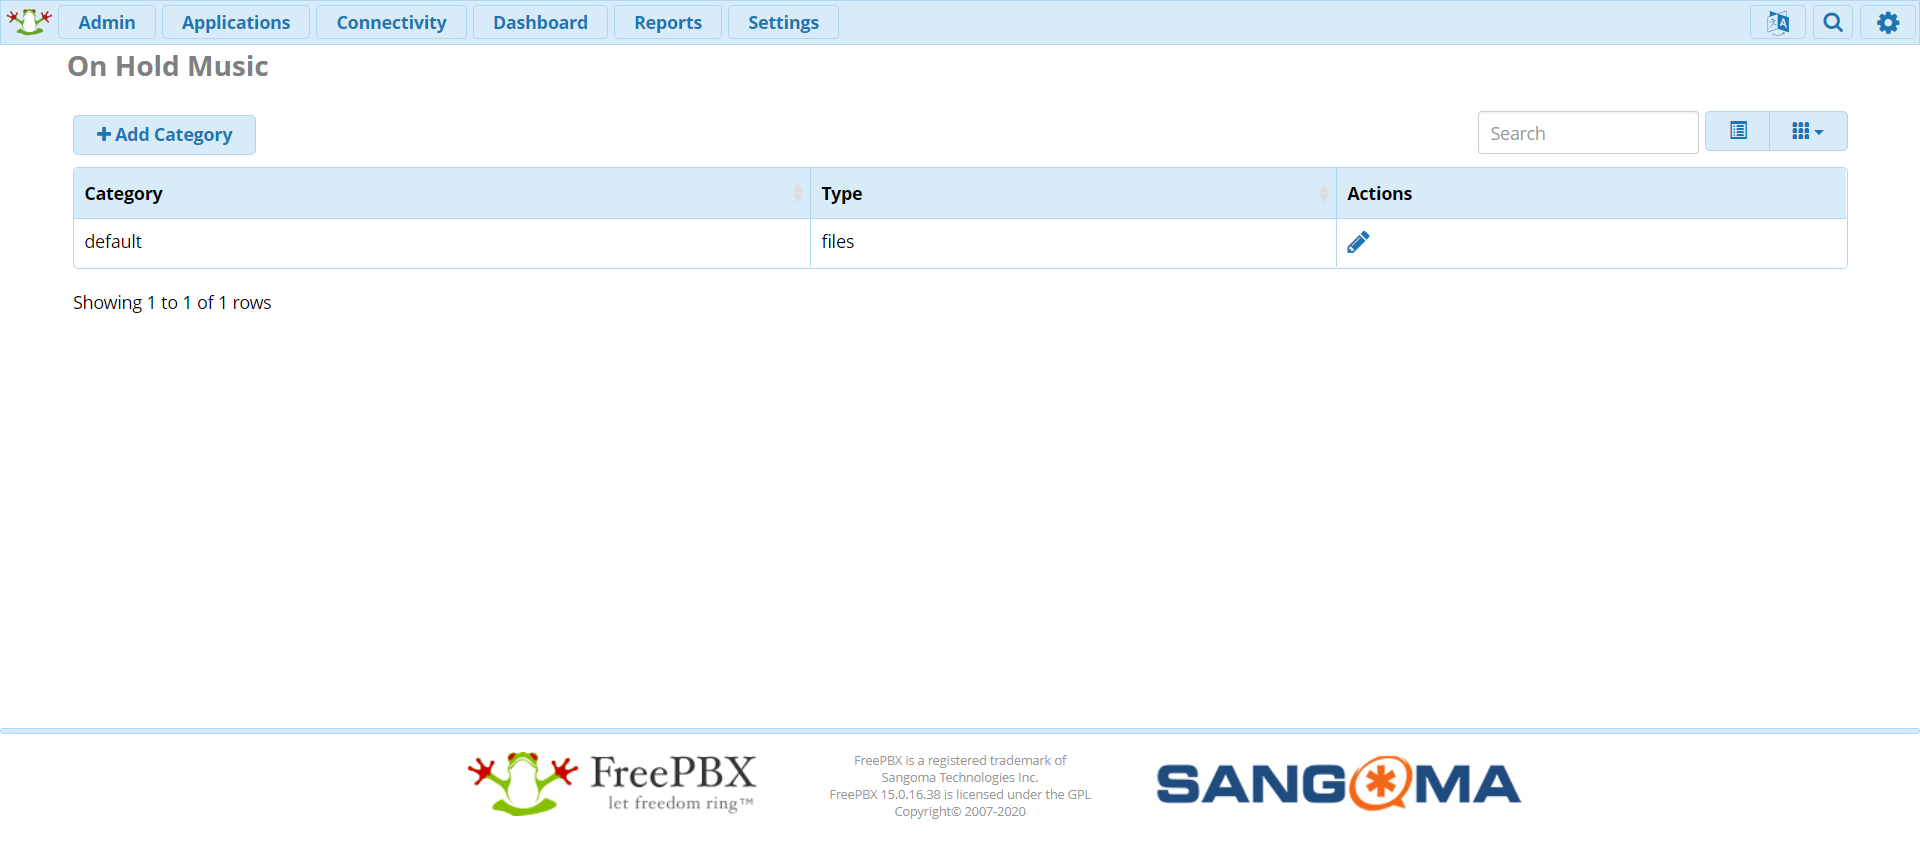 Admin Applications Connectivity Dashboard Reports Settings
On Hold Music
Add Category
Search
Category Type Actions
default files
Showing 1 to 1 of 1 rows
FreePBX
let freedom ring™
FreePBX is a registered trademark of
Sangoma Technologies Inc.
FreePBX 15.0.16.38 is licensed under the GPL
Copyright© 2007-2020
SANGOMA